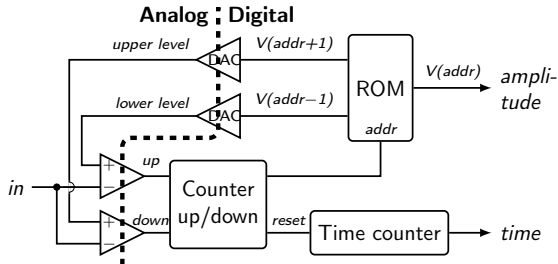 Analog Digital
upper level
DAC
V(addr+1)
lower level
DAC
V(addr−1)
ROM
addr
V(addr)
ampli-
tude
in
+
−
up
+
−
down
Counter
up/down
reset
Time counter
time